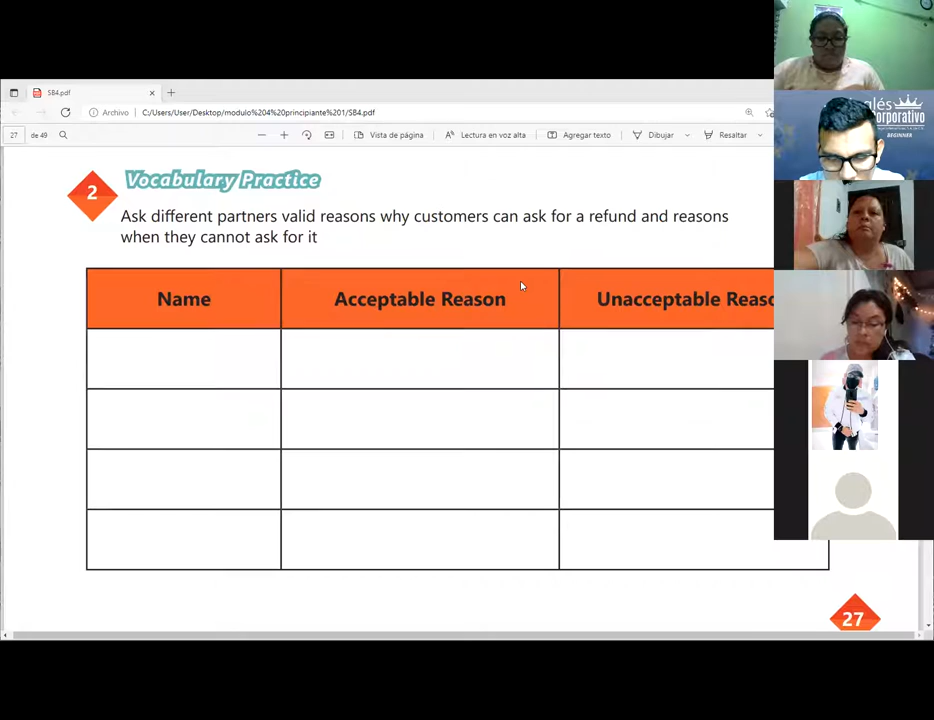 SB4.pdf
Archivo
C:/Users/User/Desktop/modulo%204%20principiante%201/SB4.pdf
27
de 49
Vista de página
Lectura en voz alta
Agregar texto
Dibujar
Resaltar
2
Vocabulary Practice
Ask different partners valid reasons why customers can ask for a refund and reasons
when they cannot ask for it
Name
Acceptable Reason
Unacceptable Reaso
27
glés
rporativo
BEGINNER